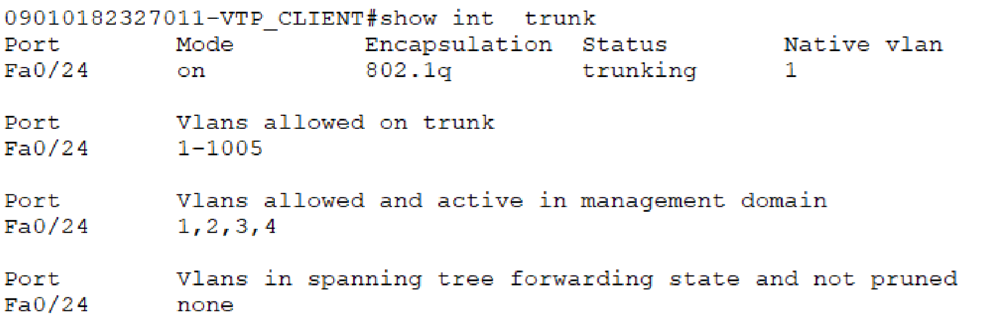 09010182327011-VTP_CLIENT#show int  trunk
Port        Mode         Encapsulation  Status        Native vlan
Fa0/24      on           802.1q         trunking      1
Port        Vlans allowed on trunk
Fa0/24      1-1005
Port        Vlans allowed and active in management domain
Fa0/24      1,2,3,4
Port        Vlans in spanning tree forwarding state and not pruned
Fa0/24      none